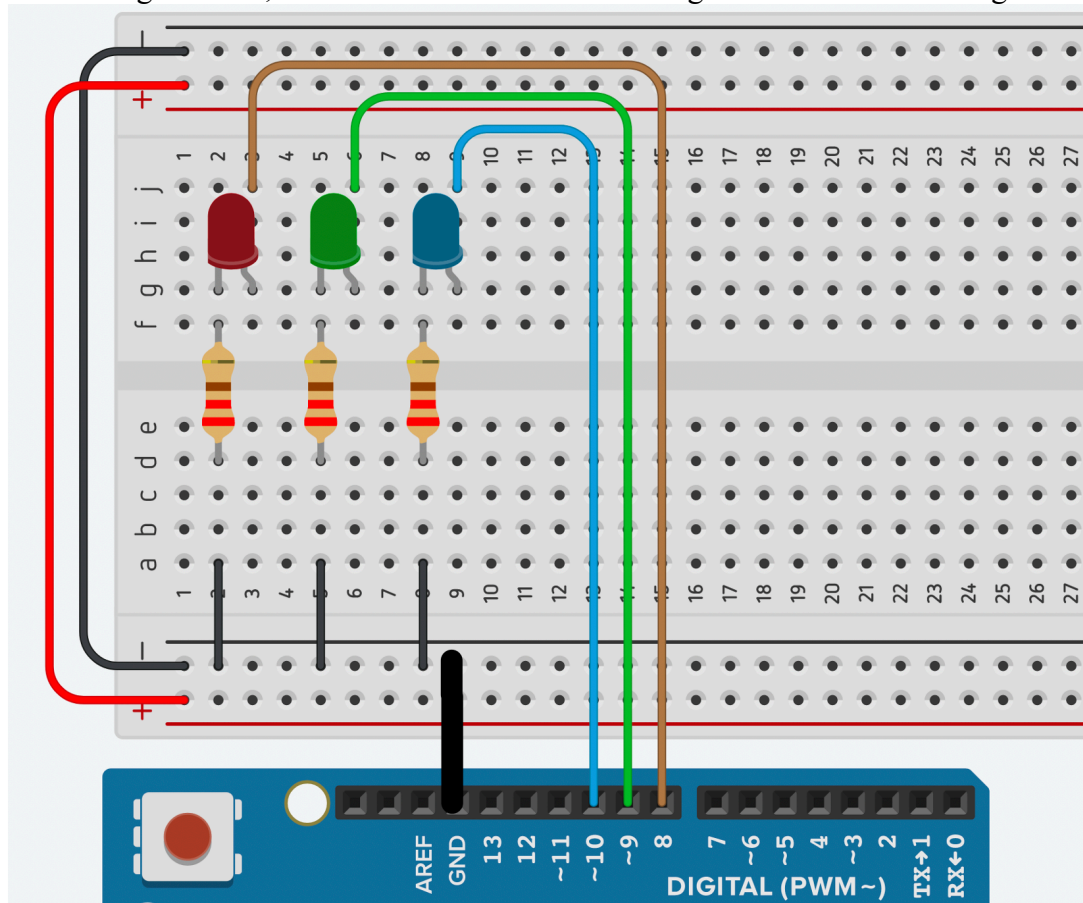 −
+
1 2 3 4 5 6 7 8 9 10 11 12 13 14 15 16 17 18 19 20 21 22 23 24 25 26 27
j
i
h
g
f
e
d
c
b
a
1 2 3 4 5 6 7 8 9 10 11 12 13 14 15 16 17 18 19 20 21 22 23 24 25 26 27
−
+
AREF GND 13 12 ~11 ~10 ~9 8 7 ~6 ~5 4 ~3 2 TX→1 RX←0
DIGITAL (PWM ~)